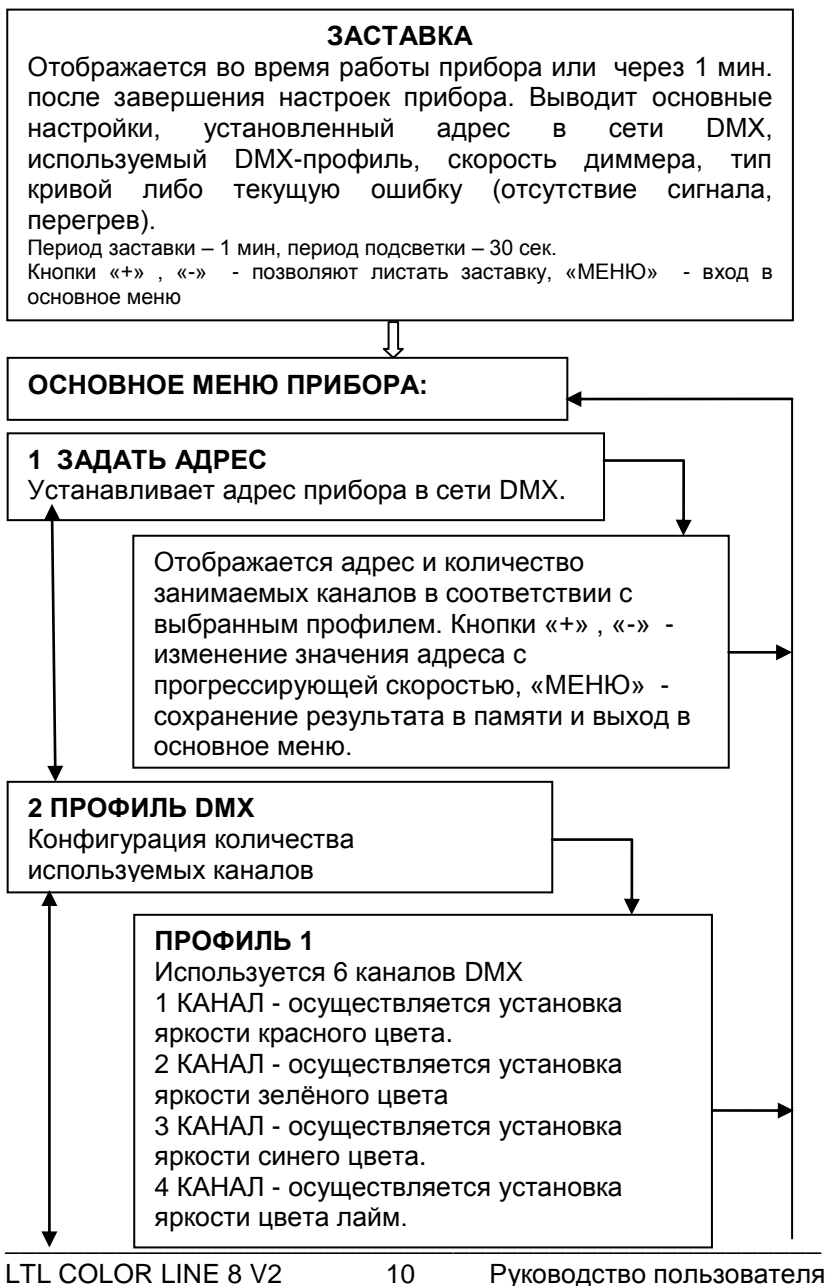 ЗАСТАВКА
Отображается во время работы прибора или через 1 мин.
после завершения настроек прибора. Выводит основные
настройки, установленный адрес в сети DMX,
используемый DMX-профиль, скорость диммера, тип
кривой либо текущую ошибку (отсутствие сигнала,
перегрев).
Период заставки – 1 мин, период подсветки – 30 сек.
Кнопки «+» , «-» - позволяют листать заставку, «МЕНЮ» - вход в
основное меню
ОСНОВНОЕ МЕНЮ ПРИБОРА:
1 ЗАДАТЬ АДРЕС
Устанавливает адрес прибора в сети DMX.
Отображается адрес и количество
занимаемых каналов в соответствии с
выбранным профилем. Кнопки «+» , «-» -
изменение значения адреса с
прогрессирующей скоростью, «МЕНЮ» -
сохранение результата в памяти и выход в
основное меню.
2 ПРОФИЛЬ DMX
Конфигурация количества
используемых каналов
ПРОФИЛЬ 1
Используется 6 каналов DMX
1 КАНАЛ - осуществляется установка
яркости красного цвета.
2 КАНАЛ - осуществляется установка
яркости зелёного цвета
3 КАНАЛ - осуществляется установка
яркости синего цвета.
4 КАНАЛ - осуществляется установка
яркости цвета лайм.
LTL COLOR LINE 8 V2 10 Руководство пользователя